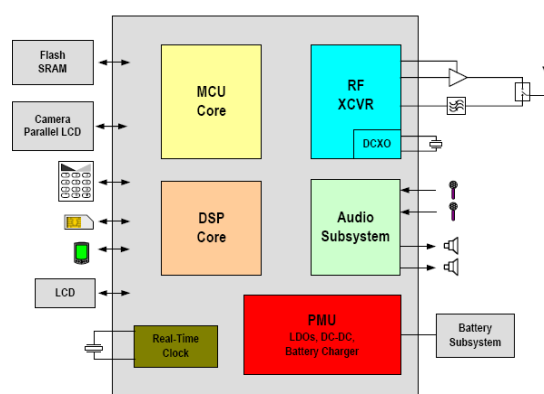 Flash
SRAM
Camera
Parallel LCD
LCD
MCU
Core
DSP
Core
Real-Time
Clock
RF
XCVR
DCXO
Audio
Subsystem
PMU
LDOs, DC-DC,
Battery Charger
Battery
Subsystem